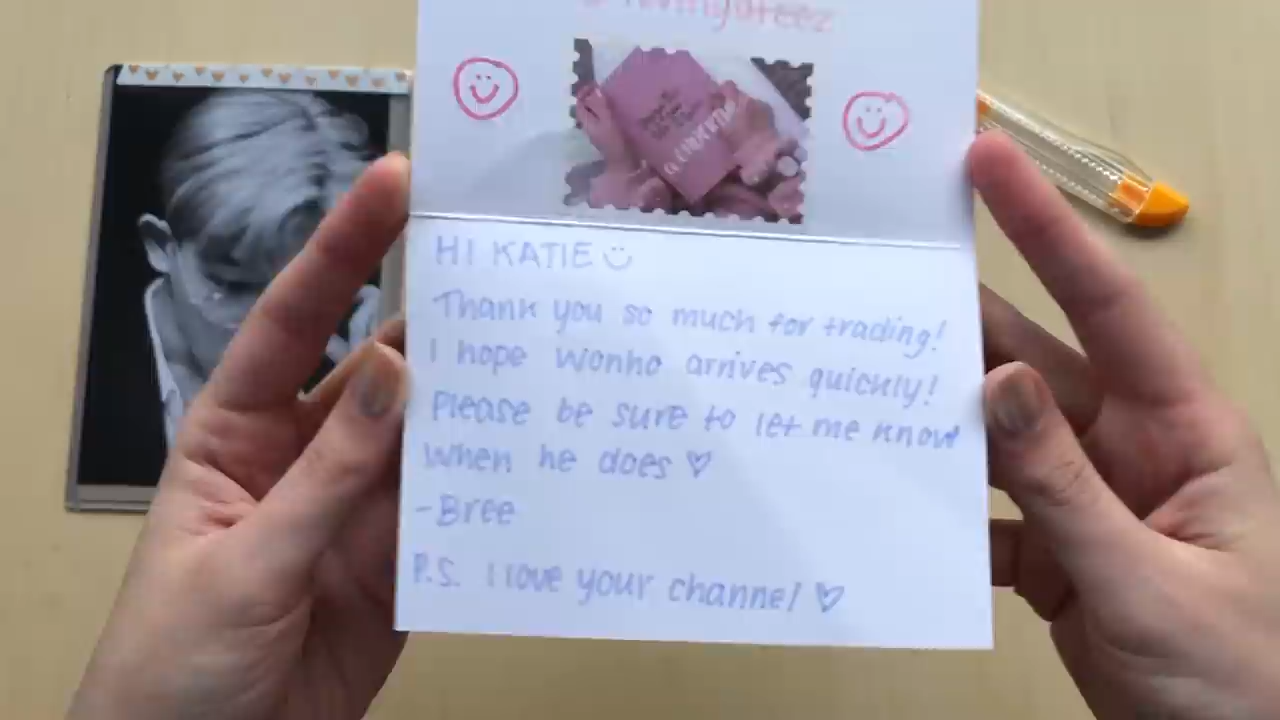 HI KATIE
Thank you so much for trading!
I hope Wonho arrives quickly!
Please be sure to let me know
when he does ♡
-Bree
P.S. I love your channel ♡